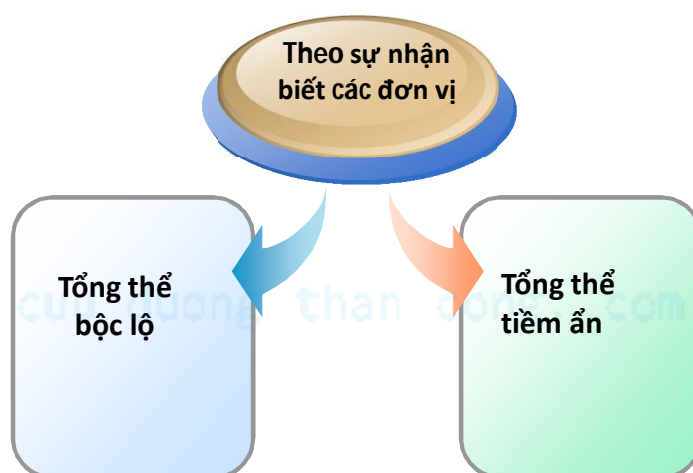 Theo sự nhận
biết các đơn vị
Tổng thể
bộc lộ
Tổng thể
tiềm ẩn
cuu duong than cong. com